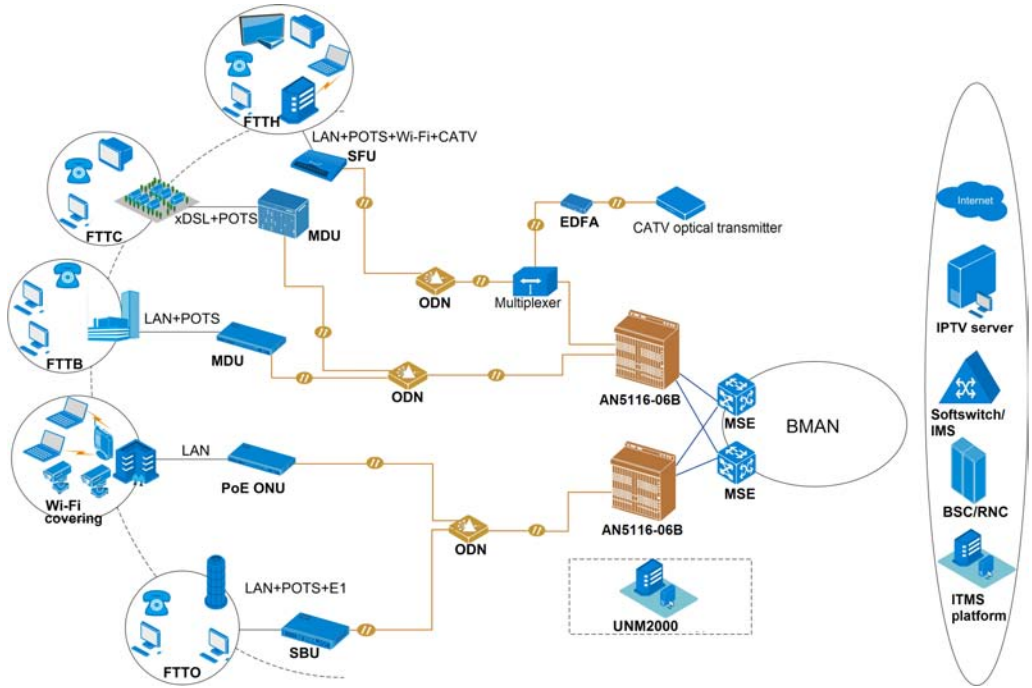 FTTH
LAN+POTS+Wi-Fi+CATV
SFU
FTTC
xDSL+POTS
MDU
EDFA
CATV optical transmitter
ODN
Multiplexer
FTTB
LAN+POTS
MDU
ODN
AN5116-06B
MSE
BMAN
Wi-Fi
covering
LAN
PoE ONU
ODN
AN5116-06B
MSE
FTTO
LAN+POTS+E1
SBU
UNM2000
Internet
IPTV server
Softswitch/
IMS
BSC/RNC
ITMS
platform